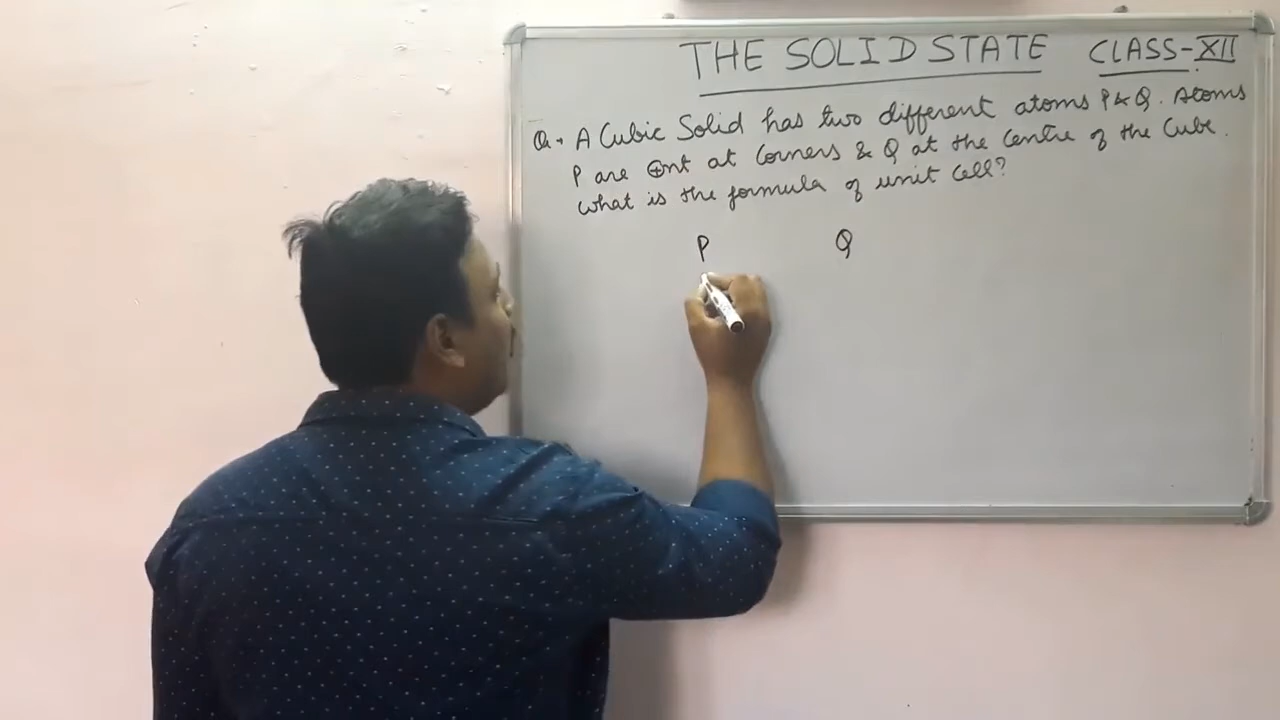 THE SOLID STATE CLASS-XII
Q. A Cubic Solid has two different atoms P & Q. Atoms
P are ⊕nt at Corners & Q at the Centre of the Cube.
What is the formula of unit Cell?
P Q